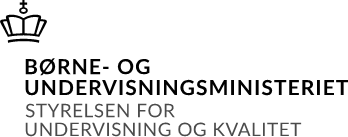 BØRNE- OG
UNDERVISNINGSMINISTERIET
STYRELSEN FOR
UNDERVISNING OG KVALITET